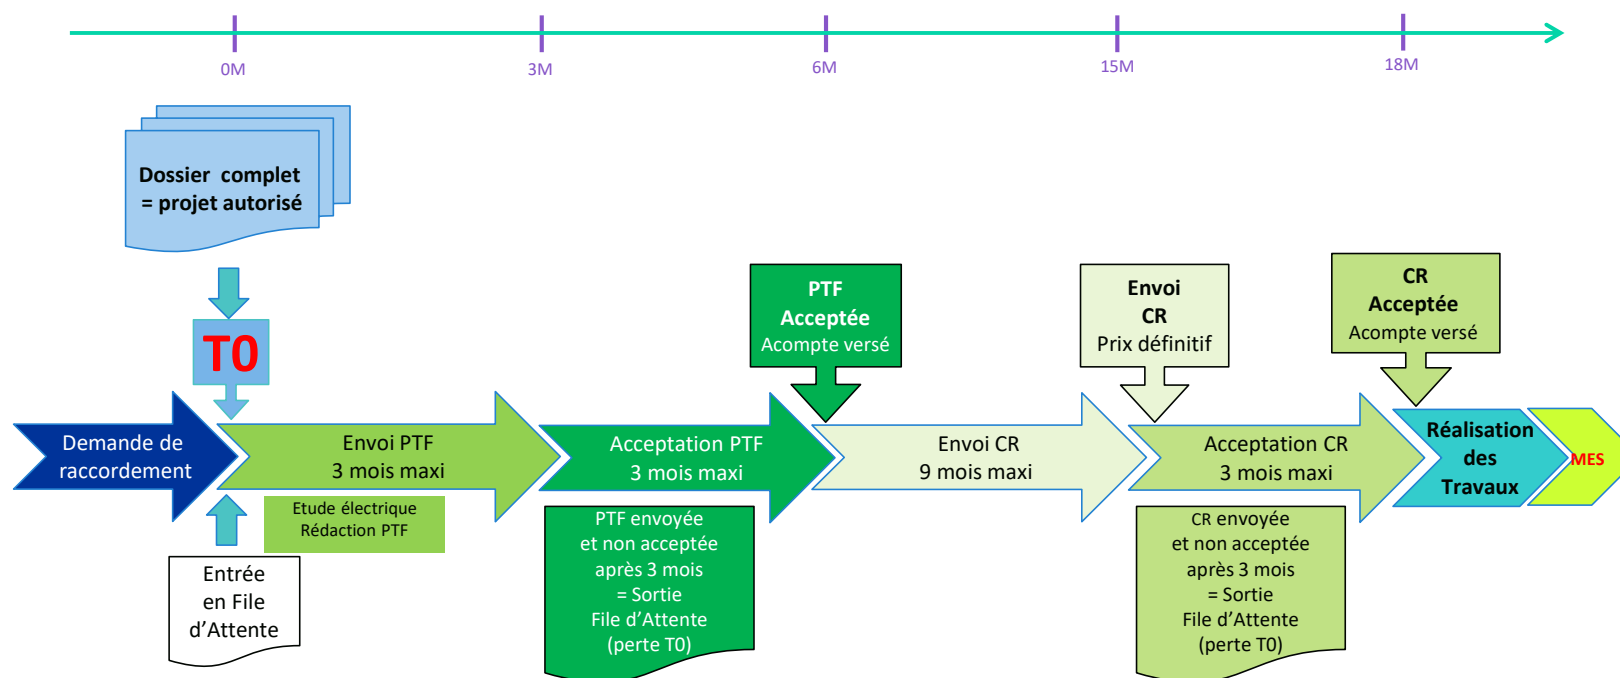 0M
3M
6M
15M
18M
Dossier complet
= projet autorisé
T0
PTF
Acceptée
Acompte versé
Envoi
CR
Prix définitif
CR
Acceptée
Acompte versé
Demande de
raccordement
Envoi PTF
3 mois maxi
Acceptation PTF
3 mois maxi
Envoi CR
9 mois maxi
Acceptation CR
3 mois maxi
Réalisation
des
Travaux
MES
Etude électrique
Rédaction PTF
Entrée
en File
d’Attente
PTF envoyée
et non acceptée
après 3 mois
= Sortie
File d’Attente
(perte T0)
CR envoyée
et non acceptée
après 3 mois
= Sortie
File d’Attente
(perte T0)